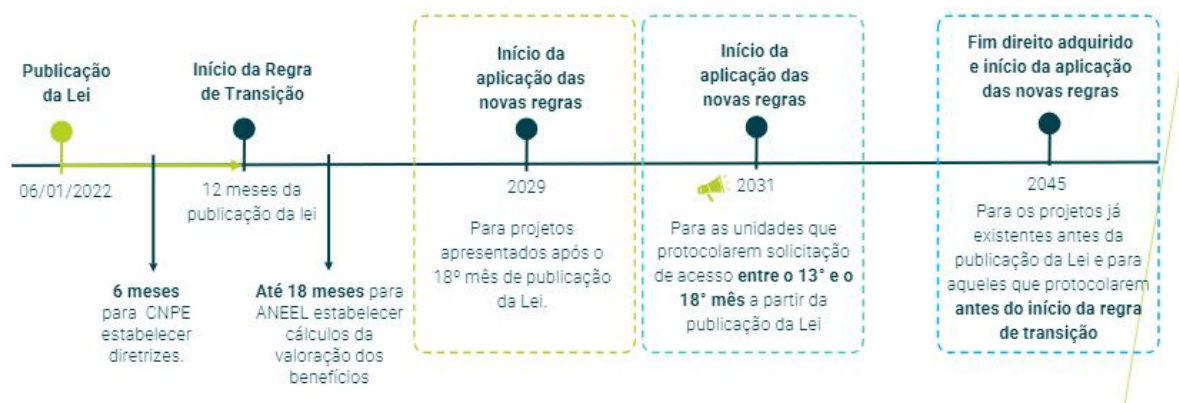 Publicação
da Lei
06/01/2022
6 meses
para CNPE
estabelecer
diretrizes.
Início da Regra
de Transição
12 meses da
publicação da lei
Até 18 meses para
ANEEL estabelecer
cálculos da
valoração dos
benefícios
Início da
aplicação das
novas regras
2029
Para projetos
apresentados após o
18º mês de publicação
da Lei.
Início da
aplicação das
novas regras
2031
Para as unidades que
protocolarem solicitação
de acesso entre o 13° e o
18° mês a partir da
publicação da Lei
Fim direito adquirido
e início da aplicação
das novas regras
2045
Para os projetos já
existentes antes da
publicação da Lei e para
aqueles que protocolarem
antes do início da regra
de transição